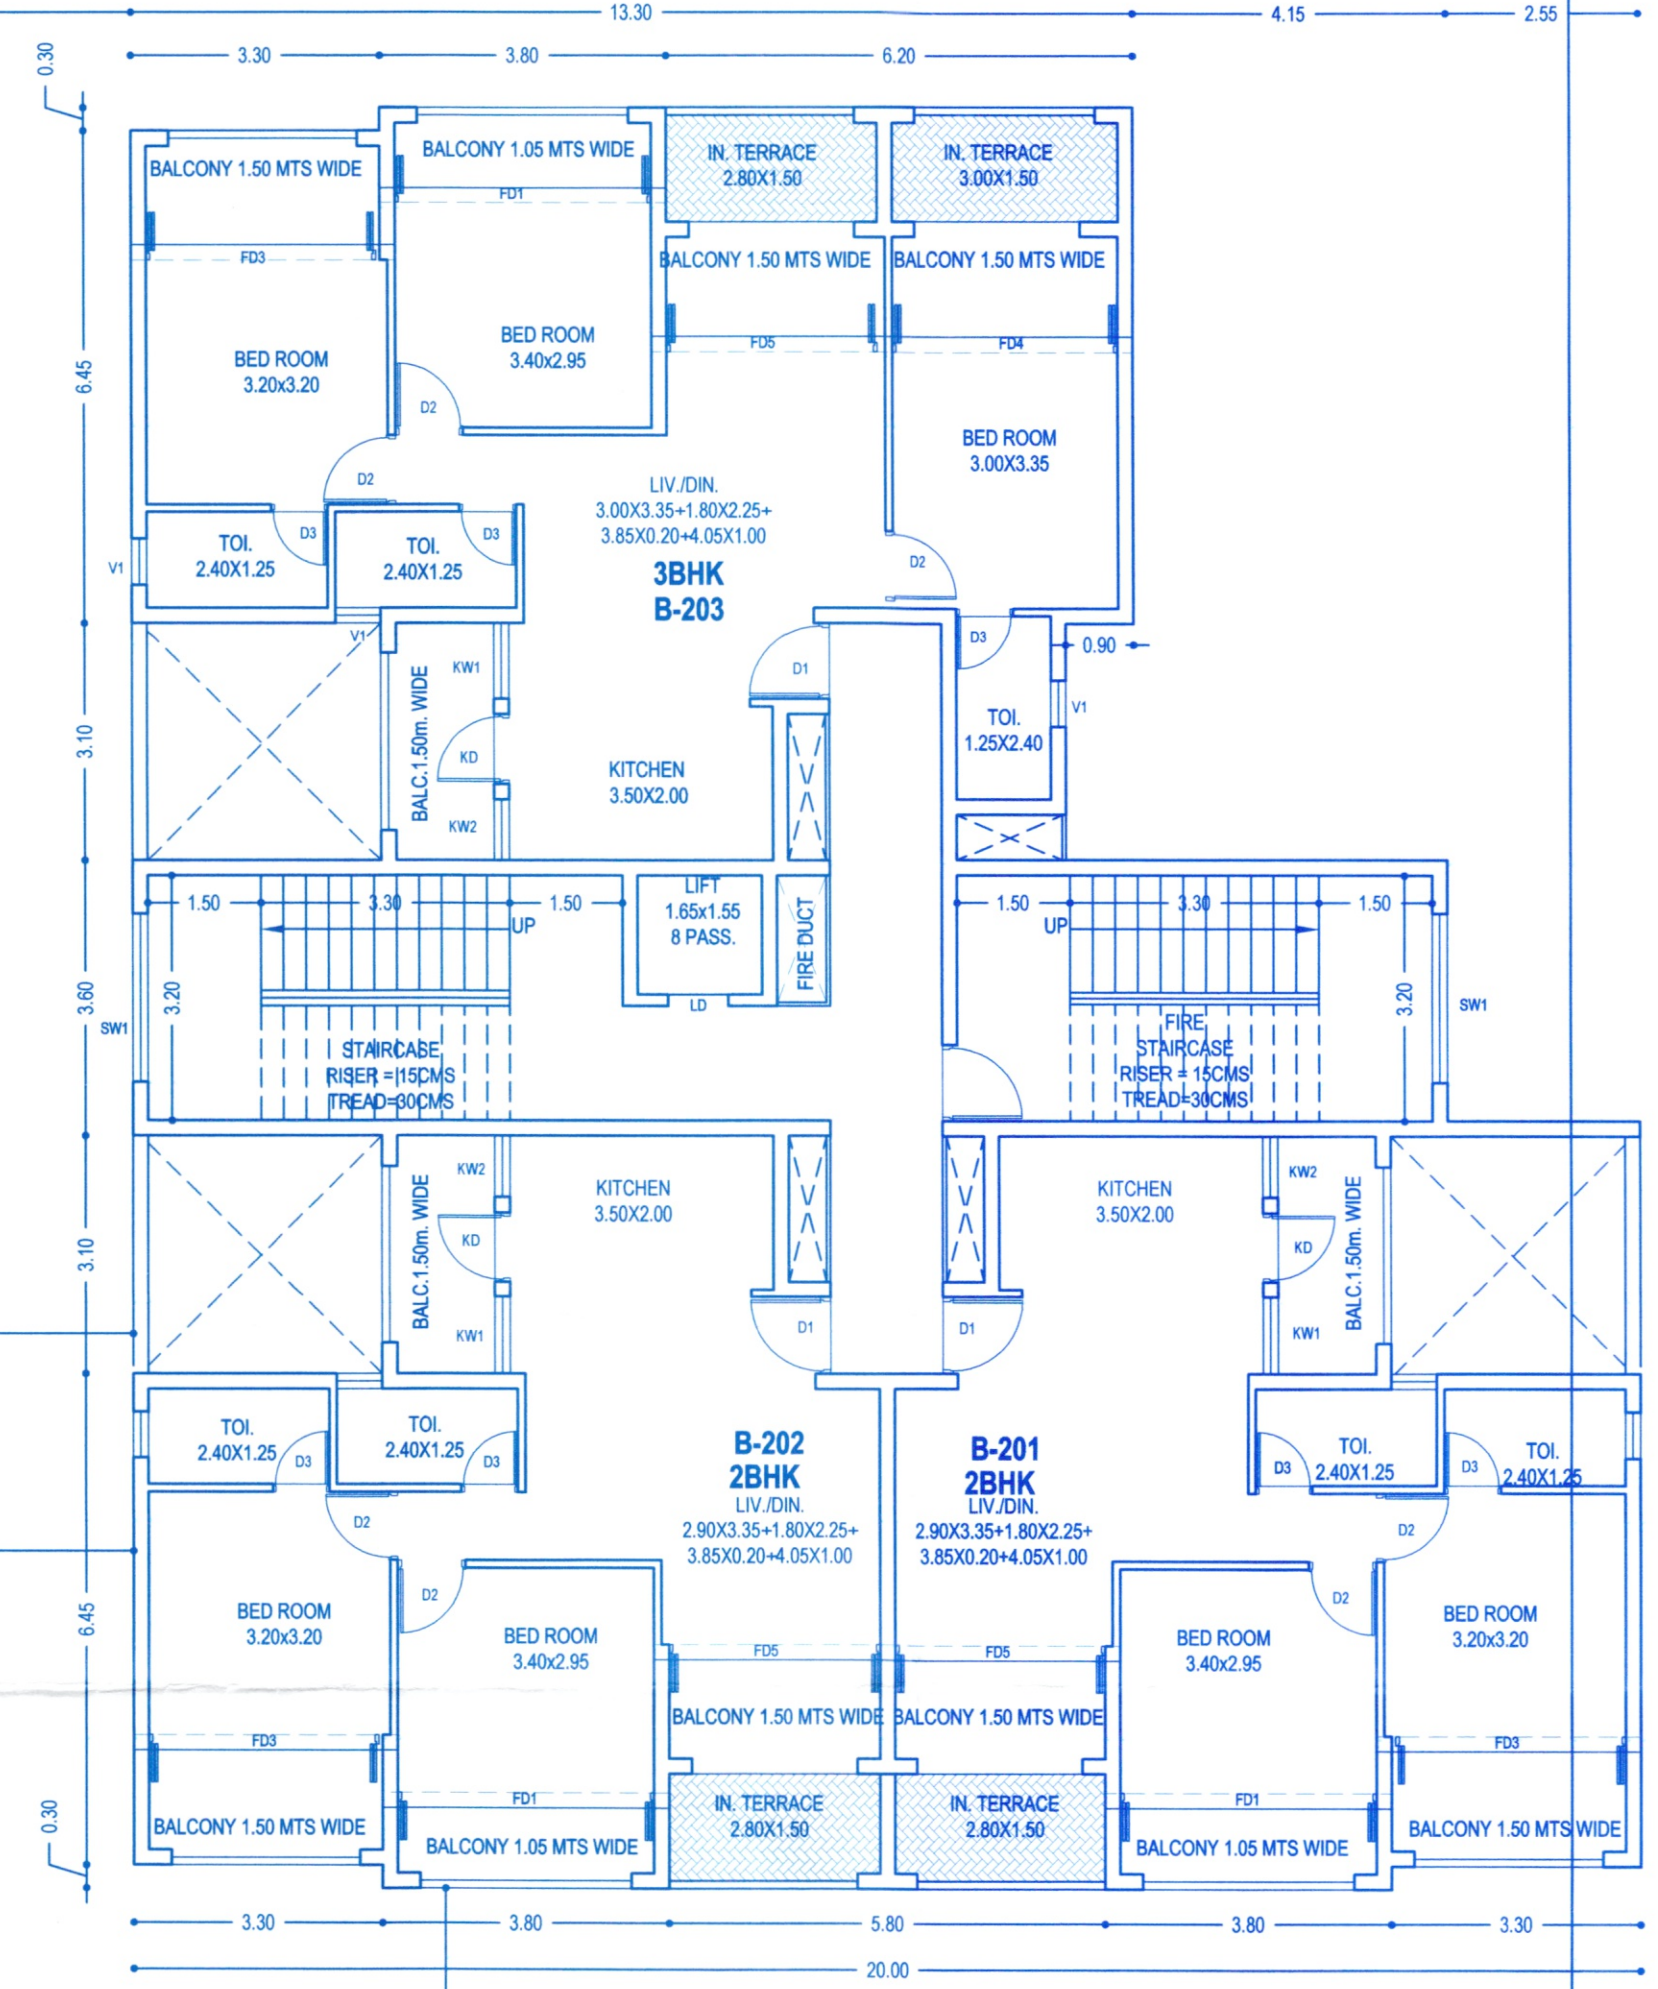 13.30
4.15
2.55
3.30
3.80
6.20
0.30
BALCONY 1.50 MTS WIDE
BALCONY 1.05 MTS WIDE
IN. TERRACE
2.80X1.50
IN. TERRACE
3.00X1.50
FD1
FD3
BALCONY 1.50 MTS WIDE
BALCONY 1.50 MTS WIDE
FD5
FD4
6.45
BED ROOM
3.20x3.20
BED ROOM
3.40x2.95
D2
D2
BED ROOM
3.00X3.35
LIV./DIN.
3.00X3.35+1.80X2.25+
3.85X0.20+4.05X1.00
3BHK
B-203
V1
TOI.
2.40X1.25
D3
TOI.
2.40X1.25
D3
D2
V1
KW1
BALC.1.50m. WIDE
KD
KW2
D1
D3
0.90
TOI.
1.25X2.40
V1
3.10
KITCHEN
3.50X2.00
1.50
3.30
1.50
UP
LIFT
1.65x1.55
8 PASS.
LD
FIRE DUCT
1.50
3.30
1.50
UP
3.60
3.20
SW1
STAIRCASE
RISER = 15CMS
TREAD=30CMS
FIRE
STAIRCASE
RISER = 15CMS
TREAD=30CMS
3.20
SW1
3.10
BALC.1.50m. WIDE
KW2
KD
KW1
KITCHEN
3.50X2.00
D1
D1
KITCHEN
3.50X2.00
KW2
KD
KW1
BALC.1.50m. WIDE
TOI.
2.40X1.25
D3
TOI.
2.40X1.25
D3
B-202
2BHK
LIV./DIN.
2.90X3.35+1.80X2.25+
3.85X0.20+4.05X1.00
B-201
2BHK
LIV./DIN.
2.90X3.35+1.80X2.25+
3.85X0.20+4.05X1.00
D3
TOI.
2.40X1.25
D3
TOI.
2.40X1.25
D2
D2
D2
D2
6.45
BED ROOM
3.20x3.20
BED ROOM
3.40x2.95
BED ROOM
3.40x2.95
BED ROOM
3.20x3.20
FD5
FD5
BALCONY 1.50 MTS WIDE
BALCONY 1.50 MTS WIDE
FD3
FD3
FD1
FD1
IN. TERRACE
2.80X1.50
IN. TERRACE
2.80X1.50
0.30
BALCONY 1.50 MTS WIDE
BALCONY 1.05 MTS WIDE
BALCONY 1.05 MTS WIDE
BALCONY 1.50 MTS WIDE
3.30
3.80
5.80
3.80
3.30
20.00